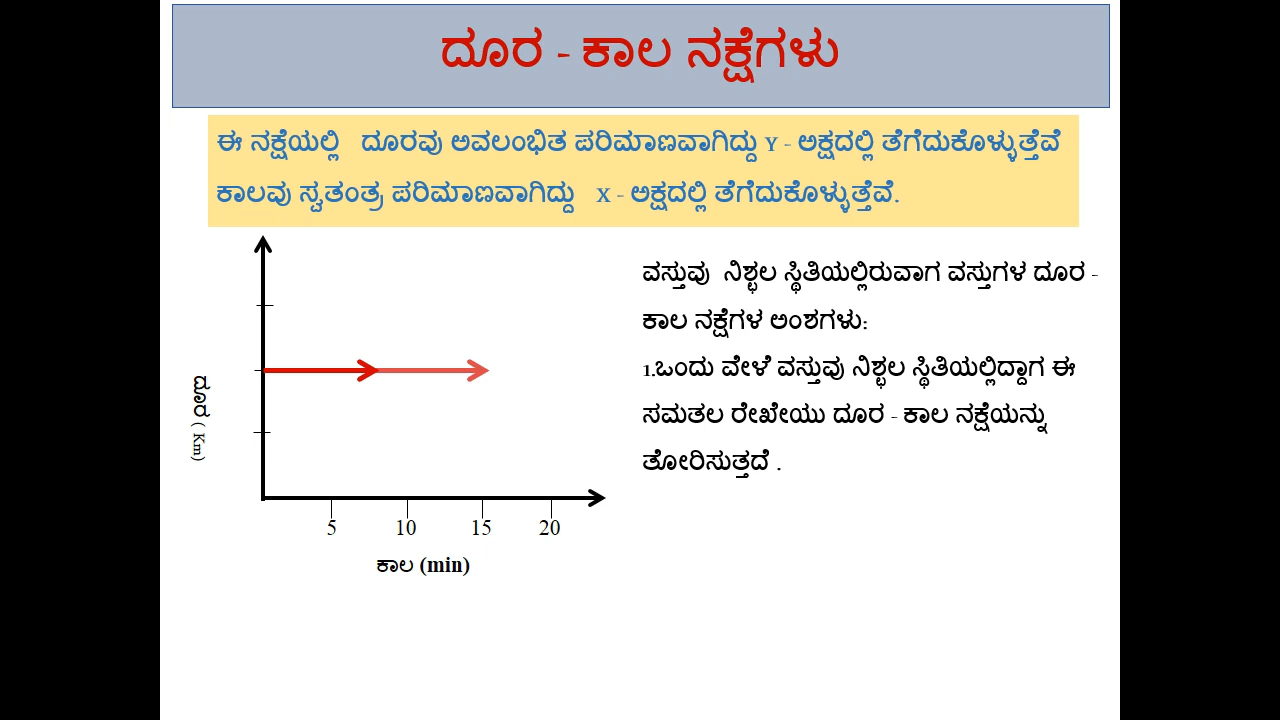 ದೂರ - ಕಾಲ ನಕ್ಷೆಗಳು
ಈ ನಕ್ಷೆಯಲ್ಲಿ ದೂರವು ಅವಲಂಭಿತ ಪರಿಮಾಣವಾಗಿದ್ದು Y - ಅಕ್ಷದಲ್ಲಿ ತೆಗೆದುಕೊಳ್ಳುತ್ತೆವೆ
ಕಾಲವು ಸ್ವತಂತ್ರ ಪರಿಮಾಣವಾಗಿದ್ದು X - ಅಕ್ಷದಲ್ಲಿ ತೆಗೆದುಕೊಳ್ಳುತ್ತೆವೆ.
ವಸ್ತುವು ನಿಶ್ಚಲ ಸ್ಥಿತಿಯಲ್ಲಿರುವಾಗ ವಸ್ತುಗಳ ದೂರ -
ಕಾಲ ನಕ್ಷೆಗಳ ಅಂಶಗಳು:
1.ಒಂದು ವೇಳೆ ವಸ್ತುವು ನಿಶ್ಚಲ ಸ್ಥಿತಿಯಲ್ಲಿದ್ದಾಗ ಈ
ಸಮತಲ ರೇಖೇಯು ದೂರ - ಕಾಲ ನಕ್ಷೆಯನ್ನು
ತೋರಿಸುತ್ತದೆ .
ದೂರ ( Km)
5 10 15 20
ಕಾಲ (min)